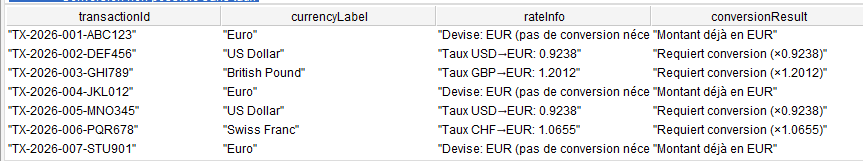 transactionId currencyLabel rateInfo conversionResult
"TX-2026-001-ABC123" "Euro" "Devise: EUR (pas de conversion néce "Montant déjà en EUR"
"TX-2026-002-DEF456" "US Dollar" "Taux USD→EUR: 0.9238" "Requiert conversion (×0.9238)"
"TX-2026-003-GHI789" "British Pound" "Taux GBP→EUR: 1.2012" "Requiert conversion (×1.2012)"
"TX-2026-004-JKL012" "Euro" "Devise: EUR (pas de conversion néce "Montant déjà en EUR"
"TX-2026-005-MNO345" "US Dollar" "Taux USD→EUR: 0.9238" "Requiert conversion (×0.9238)"
"TX-2026-006-PQR678" "Swiss Franc" "Taux CHF→EUR: 1.0655" "Requiert conversion (×1.0655)"
"TX-2026-007-STU901" "Euro" "Devise: EUR (pas de conversion néce "Montant déjà en EUR"